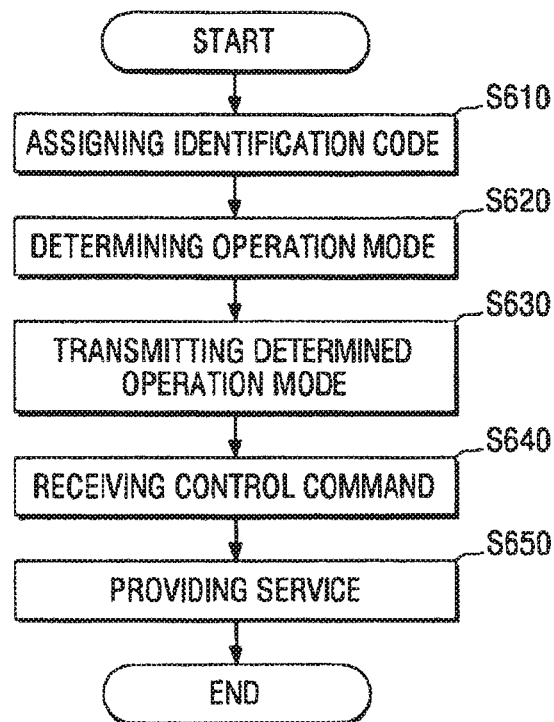 START
S610
ASSIGNING IDENTIFICATION CODE
S620
DETERMINING OPERATION MODE
S630
TRANSMITTING DETERMINED
OPERATION MODE
S640
RECEIVING CONTROL COMMAND
S650
PROVIDING SERVICE
END